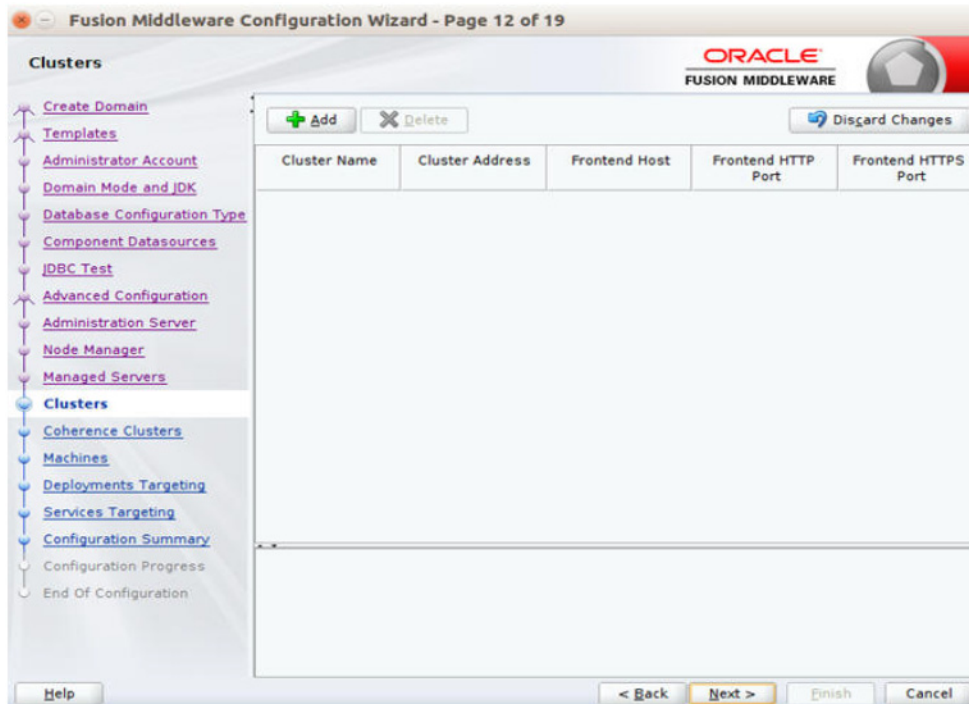 Fusion Middleware Configuration Wizard - Page 12 of 19
Clusters
ORACLE
FUSION MIDDLEWARE
Create Domain
Templates
Administrator Account
Domain Mode and JDK
Database Configuration Type
Component Datasources
JDBC Test
Advanced Configuration
Administration Server
Node Manager
Managed Servers
Clusters
Coherence Clusters
Machines
Deployments Targeting
Services Targeting
Configuration Summary
Configuration Progress
End Of Configuration
Add Delete Discard Changes
Cluster Name Cluster Address Frontend Host Frontend HTTP Port Frontend HTTPS Port
Help < Back Next > Finish Cancel